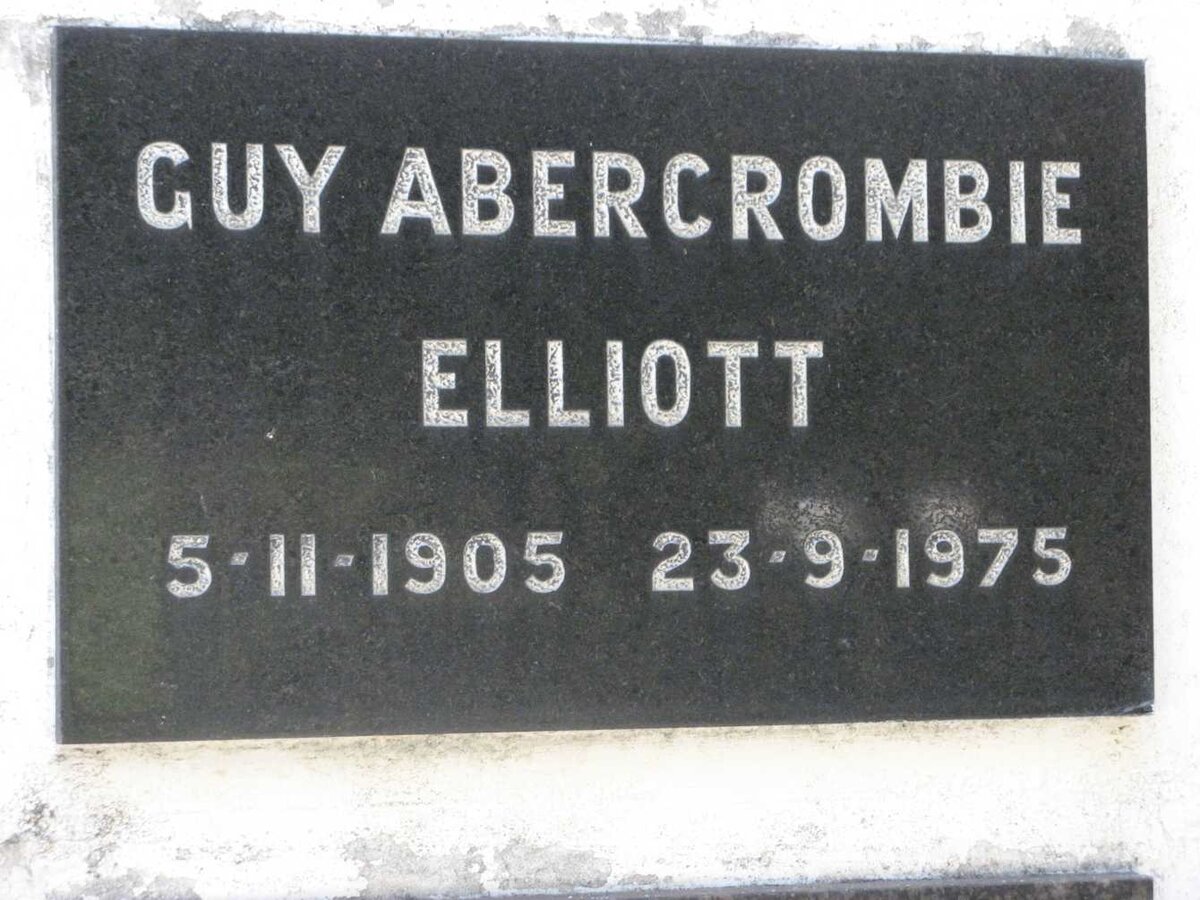 GUY ABERCROMBIE
ELLIOTT
5-11-1905 23-9-1975